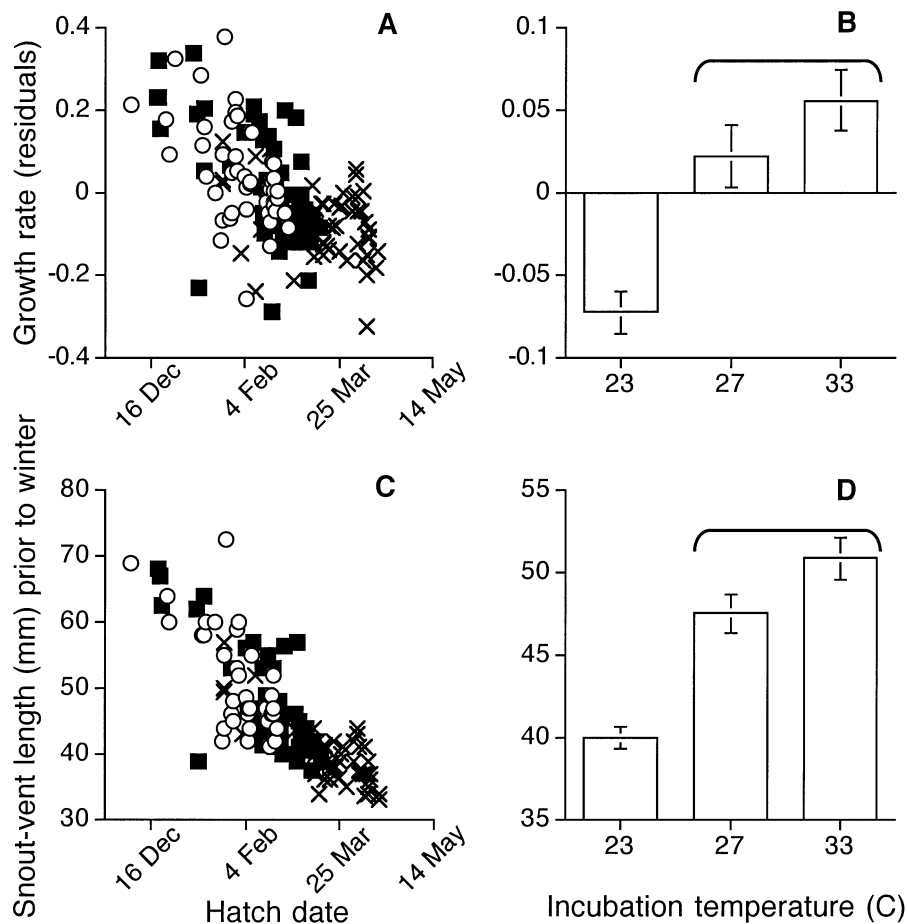 A
Growth rate (residuals)
0.4
0.2
0
-0.2
-0.4
16 Dec
4 Feb
25 Mar
14 May
B
0.1
0.05
0
-0.05
-0.1
23
27
33
C
Snout-vent length (mm) prior to winter
80
70
60
50
40
30
16 Dec
4 Feb
25 Mar
14 May
Hatch date
D
55
50
45
40
35
23
27
33
Incubation temperature (C)